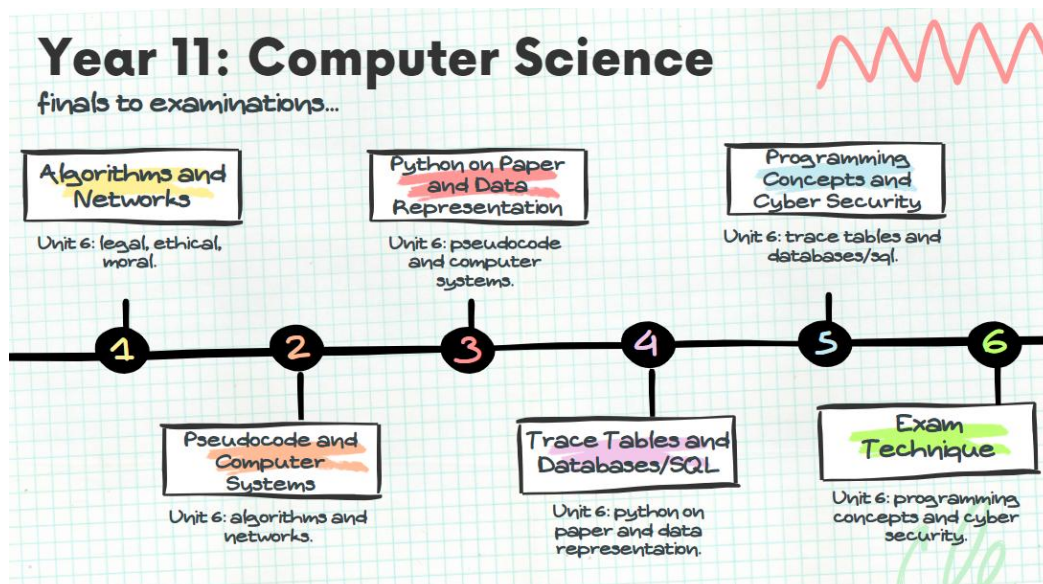 Year 11: Computer Science
finals to examinations...
Algorithms and
Networks
Unit 6: legal, ethical,
moral.
Python on Paper
and Data
Representation
Unit 6: pseudocode
and computer
systems.
Programming
Concepts and
Cyber Security
Unit 6: trace tables and
databases/sql.
1
2
3
4
5
6
Pseudocode and
Computer
Systems
Unit 6: algorithms and
networks.
Trace Tables and
Databases/SQL
Unit 6: python on
paper and data
representation.
Exam
Technique
Unit 6: programming
concepts and cyber
security.